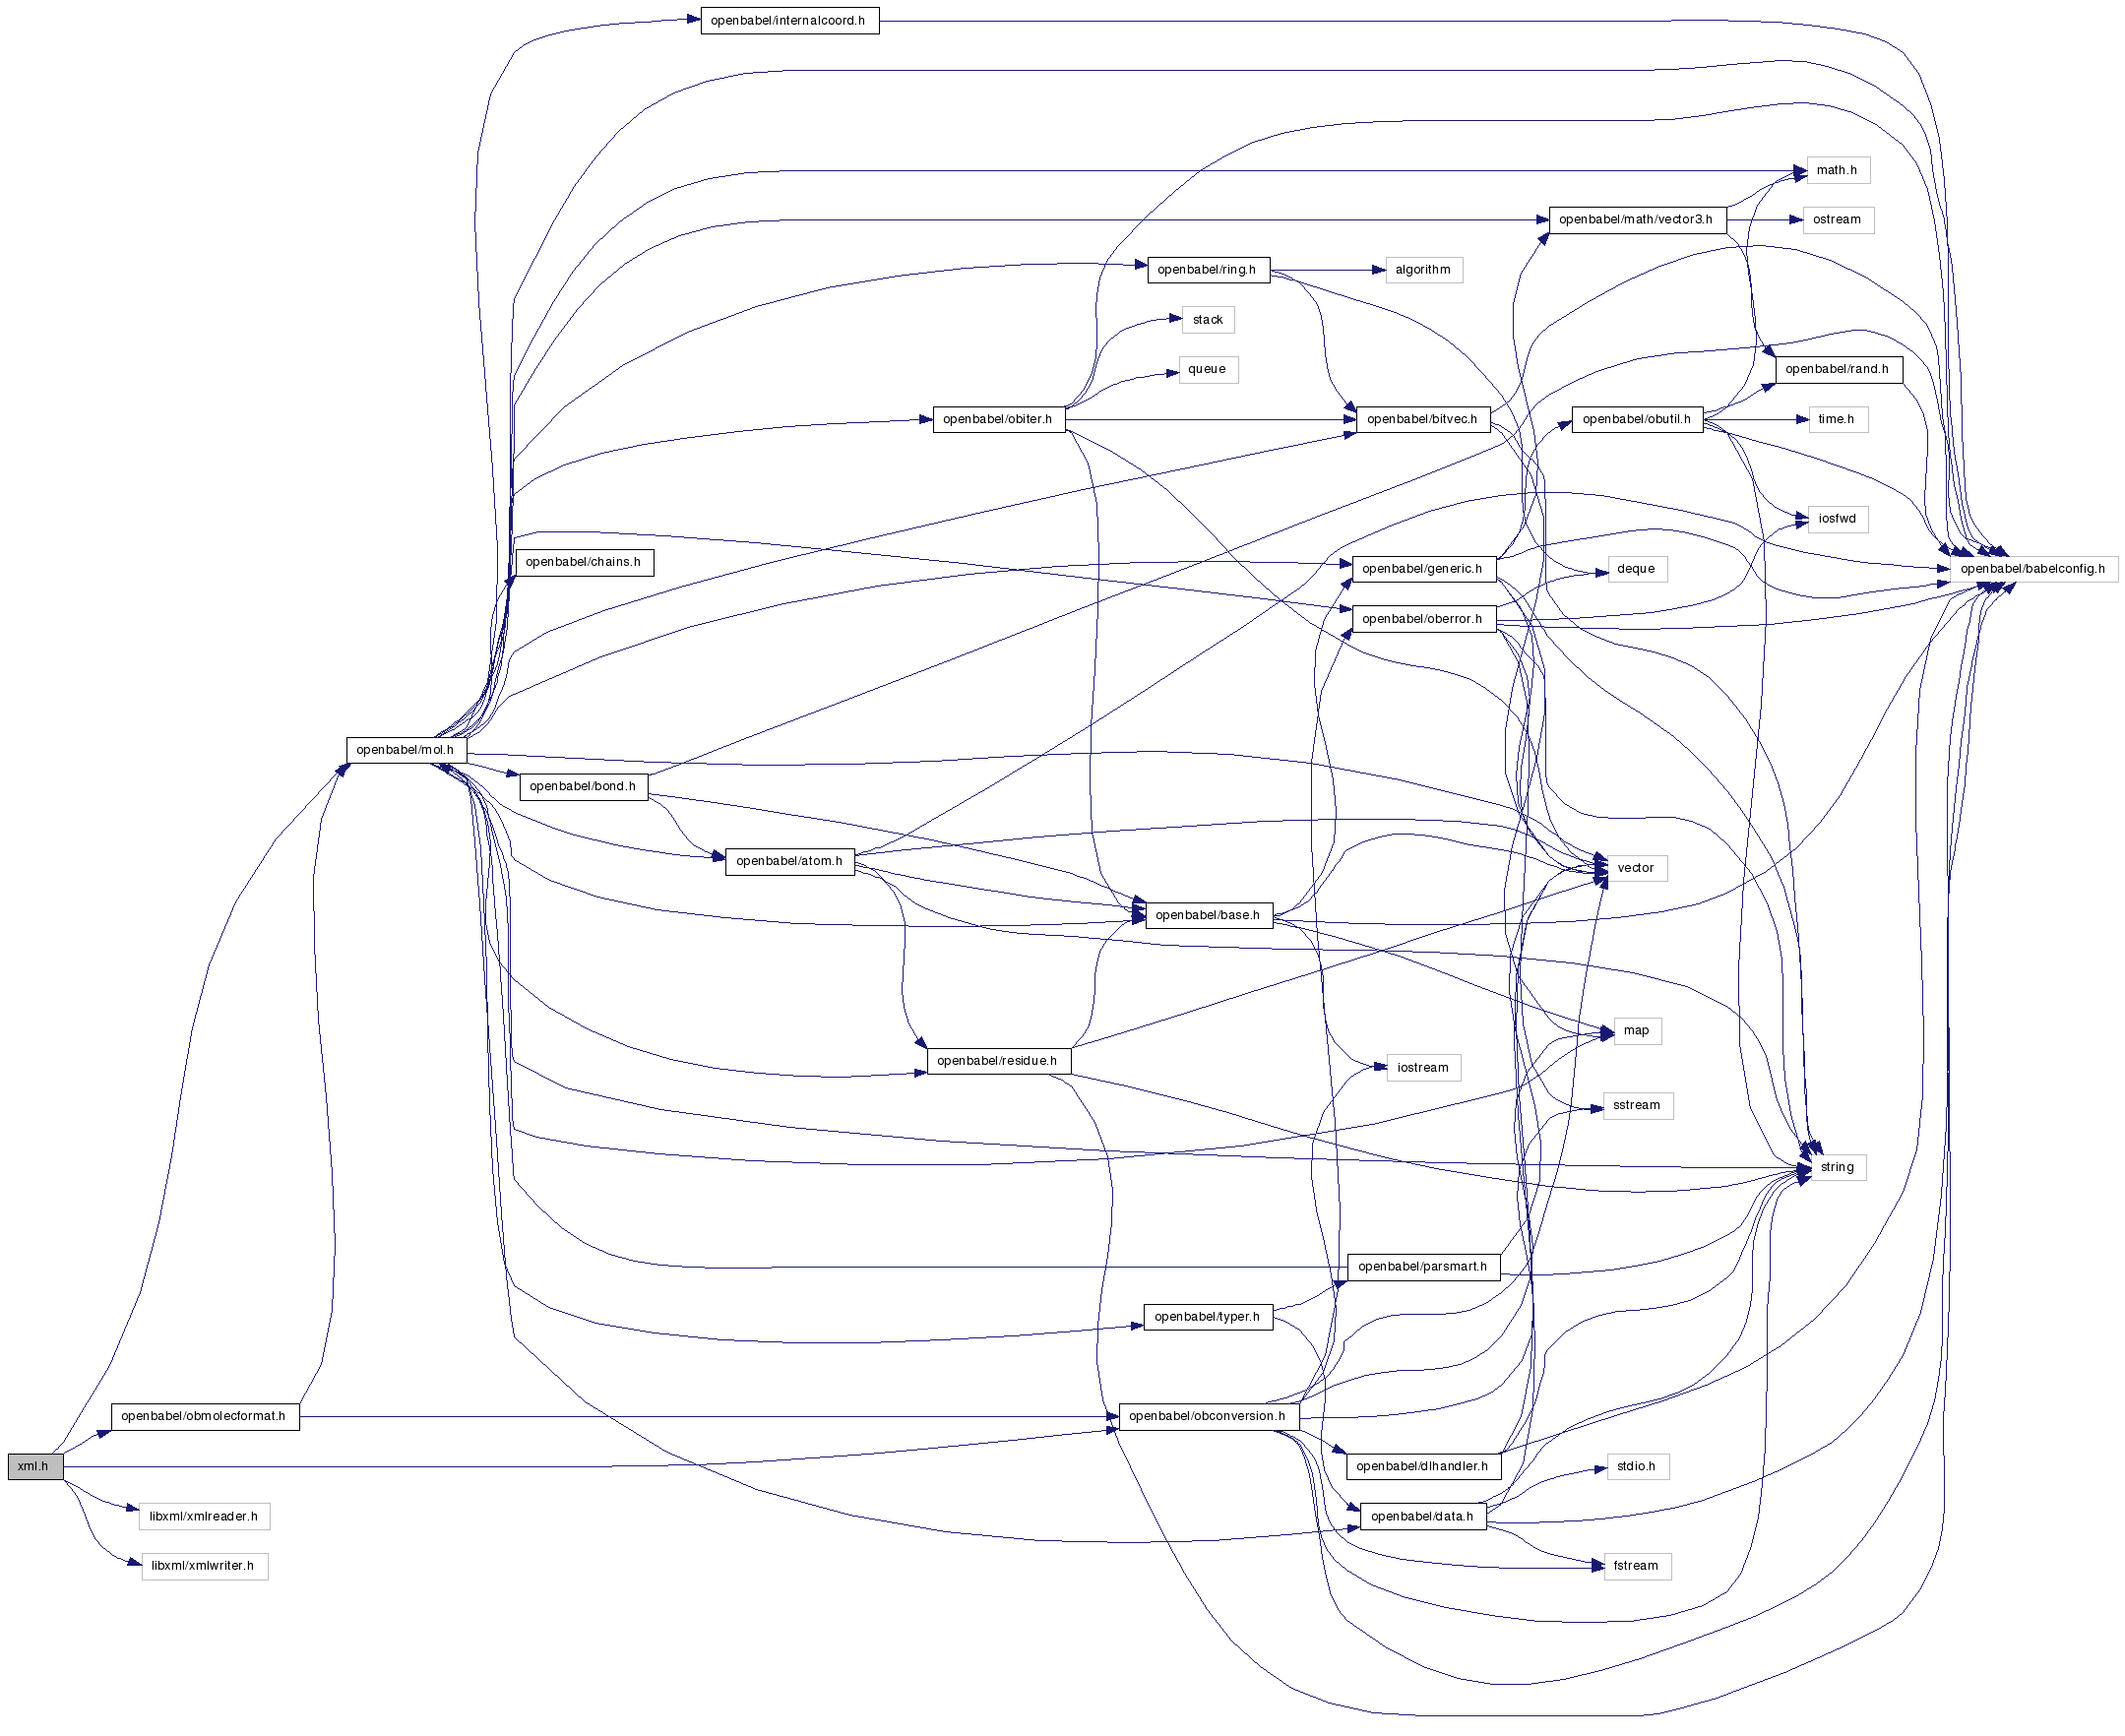 openbabel/internalcoord.h
math.h
openbabel/math/vector3.h
ostream
openbabel/ring.h
algorithm
stack
queue
openbabel/rand.h
openbabel/obiter.h
openbabel/bitvec.h
openbabel/obutil.h
time.h
iosfwd
openbabel/chains.h
openbabel/generic.h
deque
openbabel/babelconfig.h
openbabel/oberror.h
openbabel/mol.h
openbabel/bond.h
openbabel/atom.h
vector
openbabel/base.h
map
openbabel/residue.h
iostream
sstream
string
openbabel/parsmart.h
openbabel/typer.h
openbabel/obmolecformat.h
openbabel/obconversion.h
xml.h
openbabel/dlhandler.h
stdio.h
libxml/xmlreader.h
openbabel/data.h
libxml/xmlwriter.h
fstream